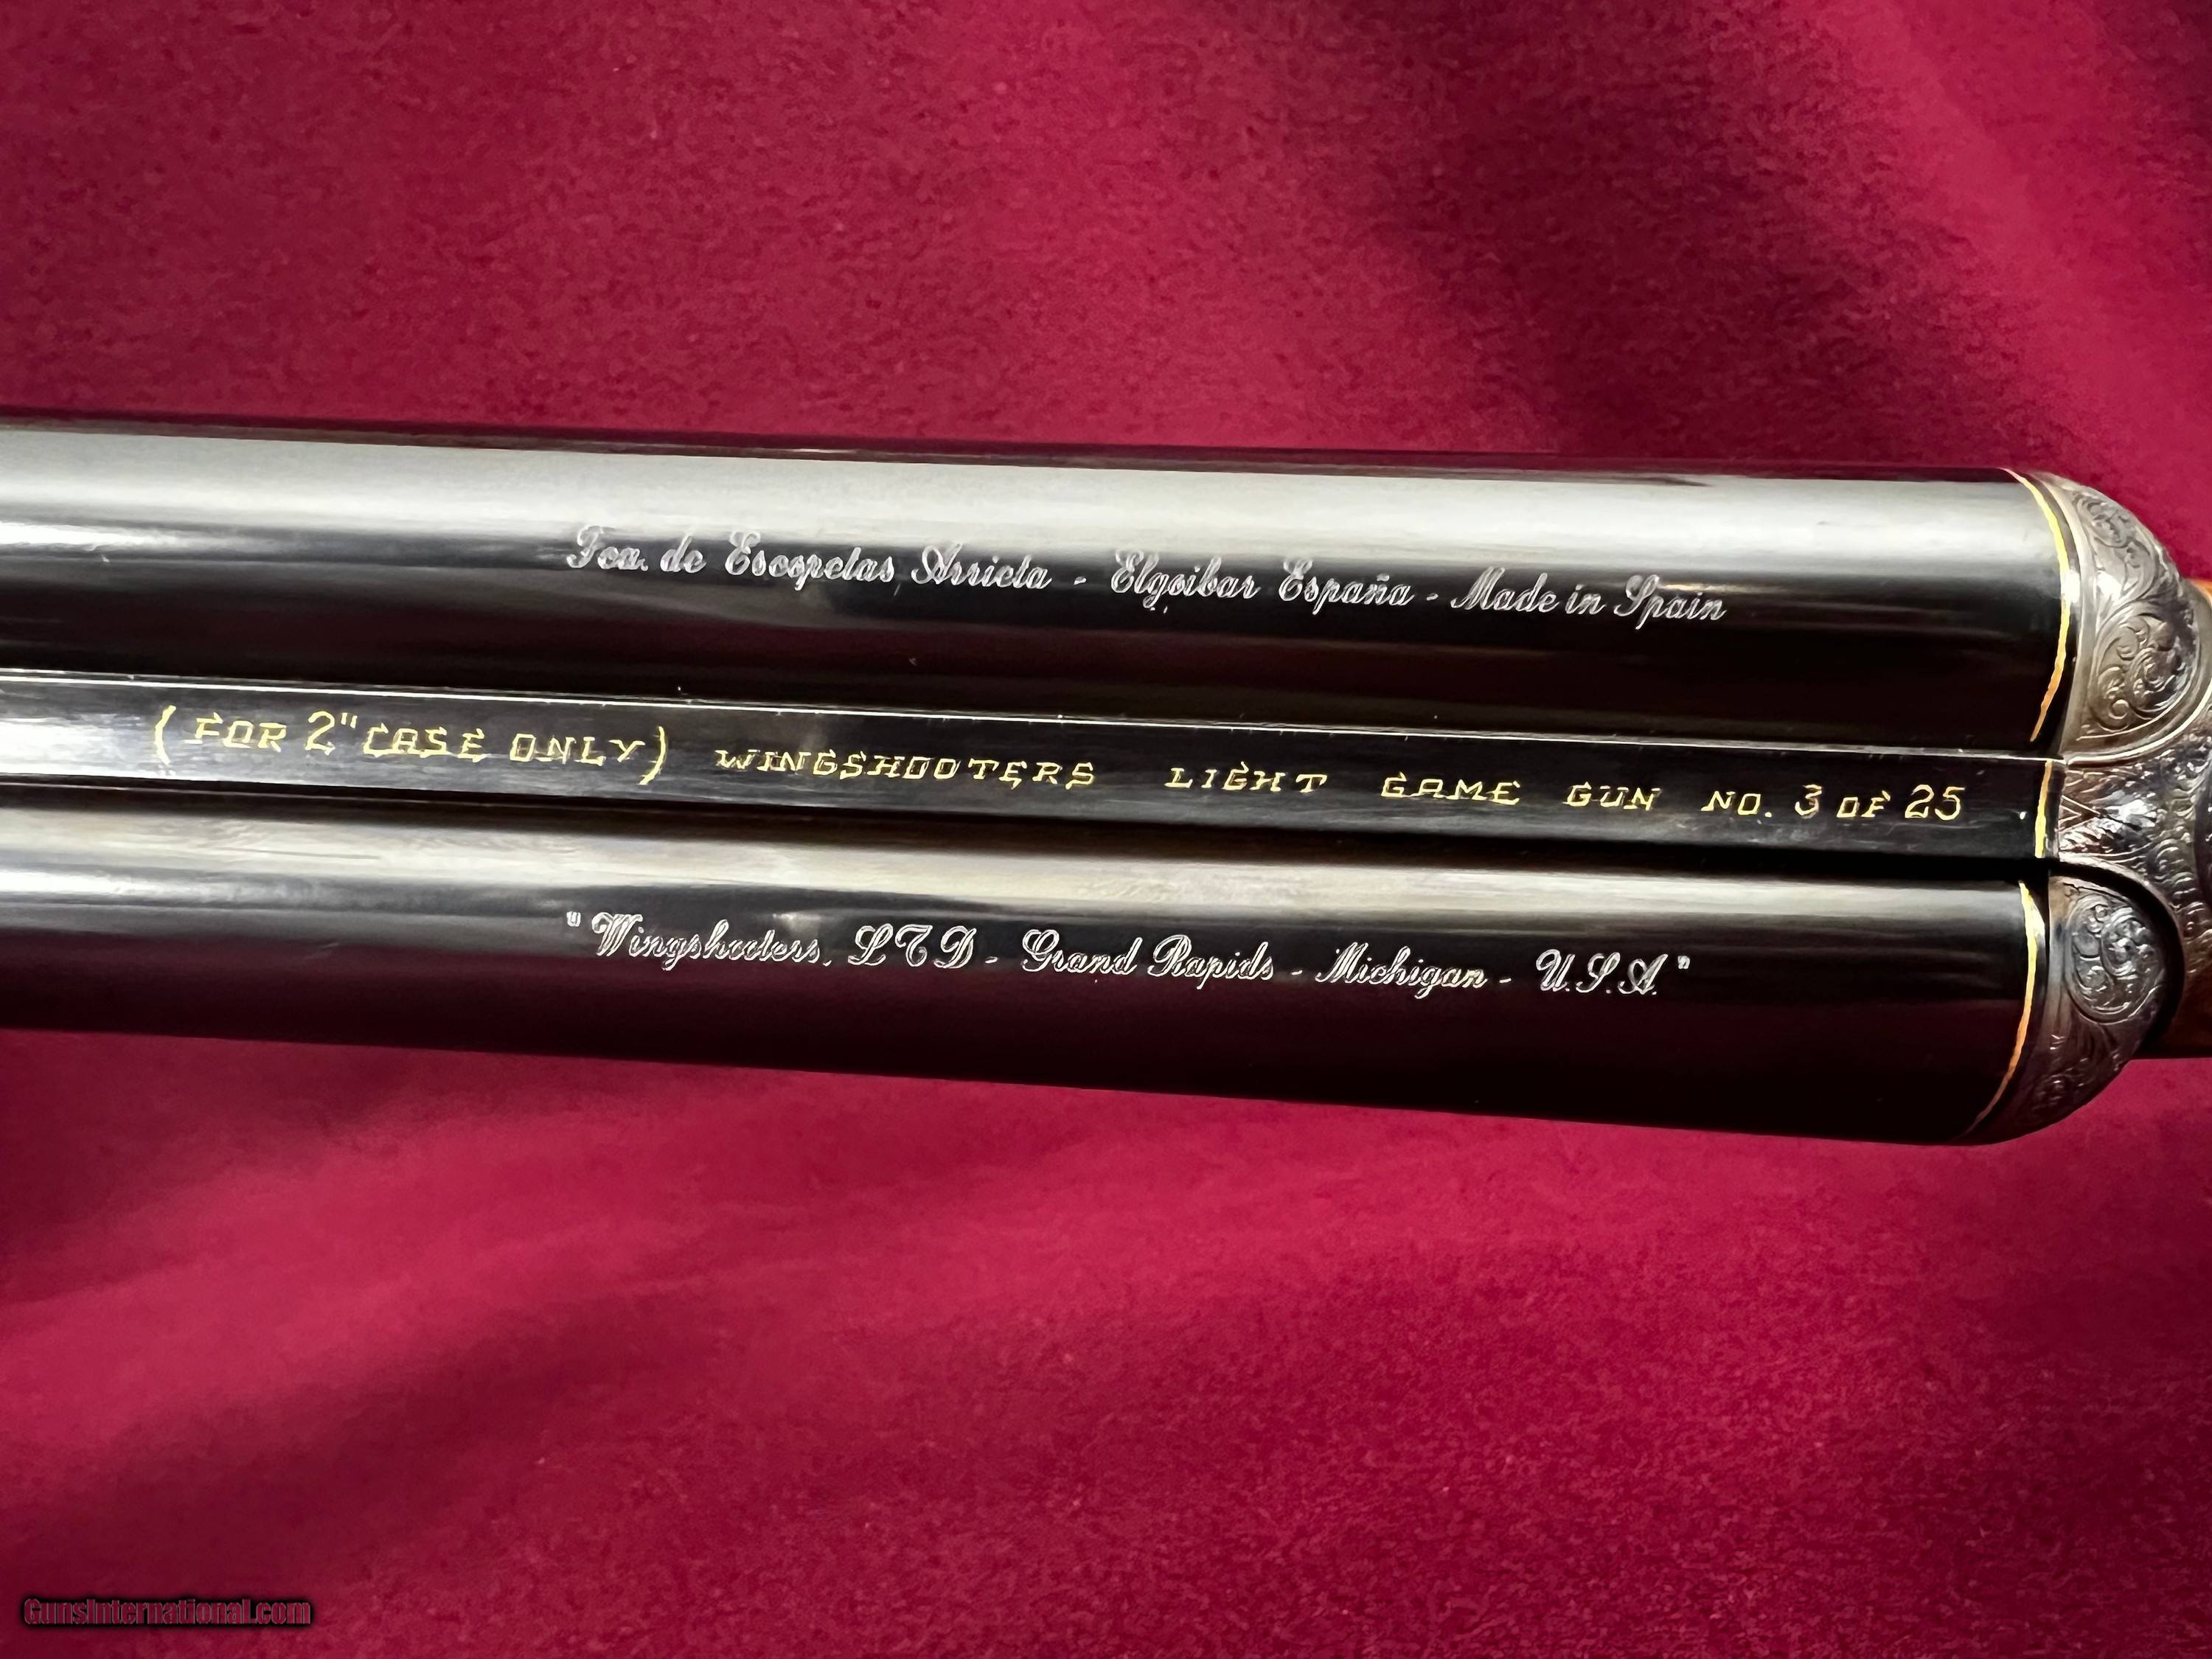 Fca. de Escopetas Arrieta - Elgoibar España - Made in Spain
(FOR 2" CASE ONLY) WINGSHOOTERS LIGHT GAME GUN NO. 3 OF 25
"Wingshooters, LTD - Grand Rapids - Michigan - U.S.A."
GunsInternational.com